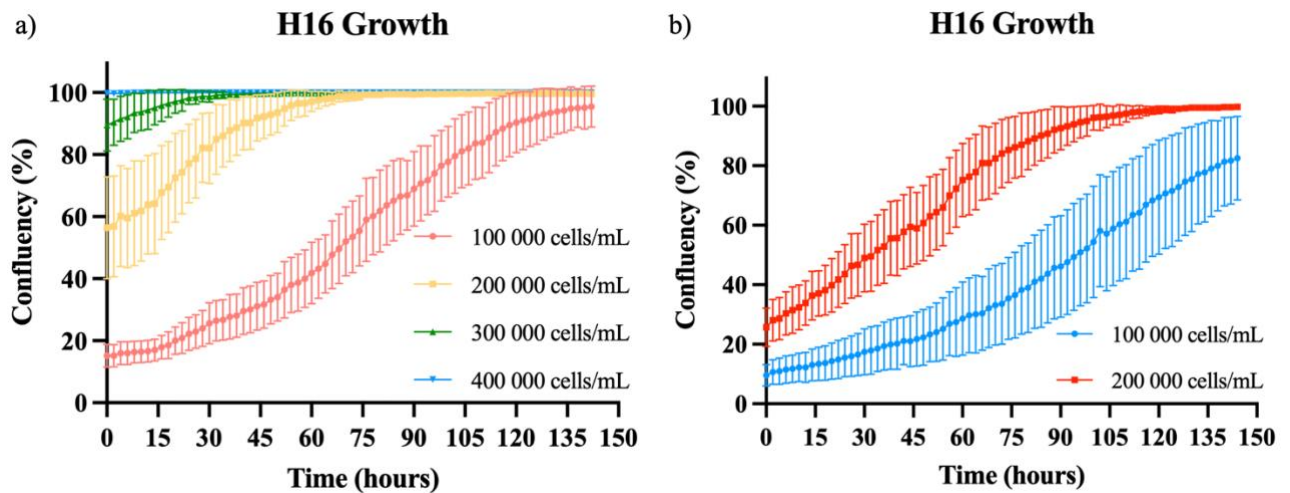 a)
H16 Growth
Confluency (%)
100
80
60
40
20
0
0 15 30 45 60 75 90 105 120 135 150
Time (hours)
100 000 cells/mL
200 000 cells/mL
300 000 cells/mL
400 000 cells/mL
b)
H16 Growth
Confluency (%)
100
80
60
40
20
0
0 15 30 45 60 75 90 105 120 135 150
Time (hours)
100 000 cells/mL
200 000 cells/mL